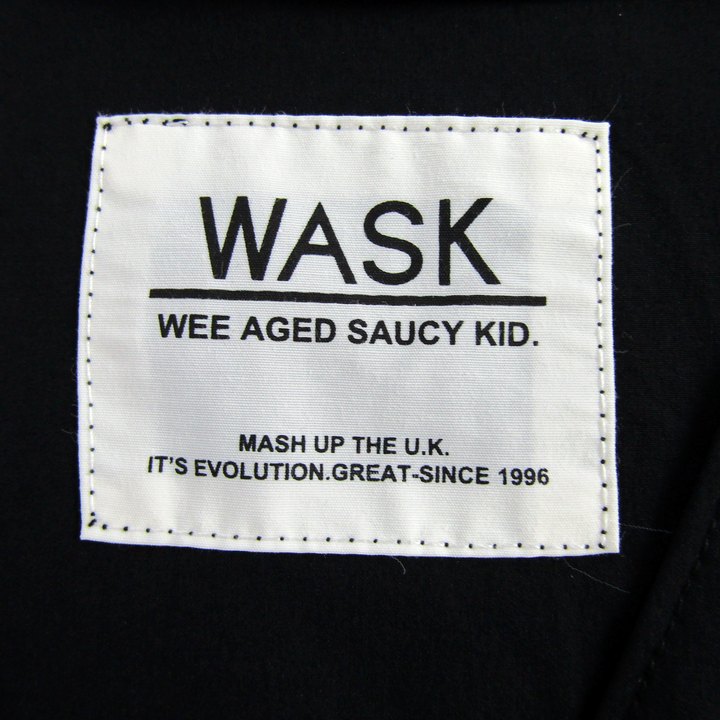 WASK
WEE AGED SAUCY KID.
MASH UP THE U.K.
IT'S EVOLUTION.GREAT-SINCE 1996